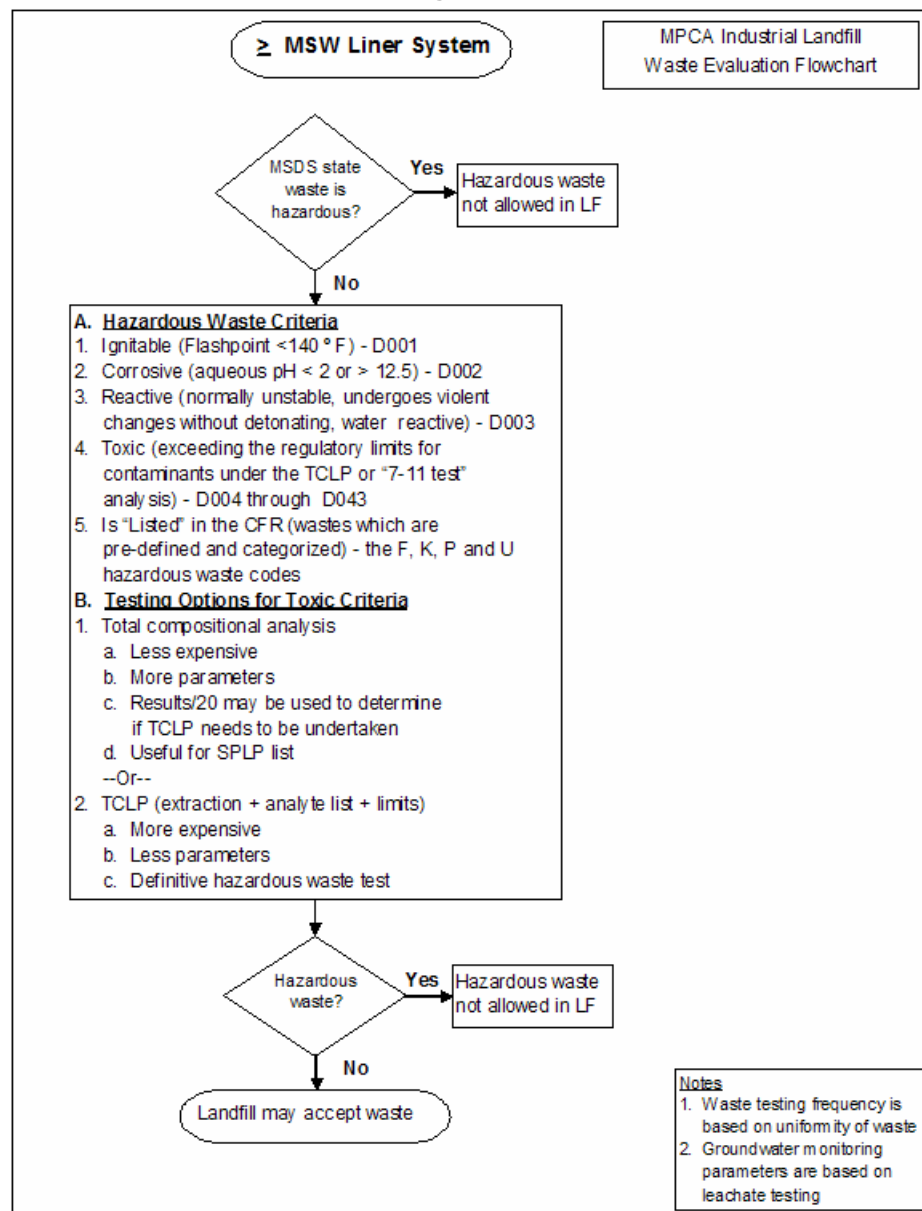 ≥ MSW Liner System
MPCA Industrial Landfill
Waste Evaluation Flowchart
MSDS state
waste is
hazardous?
Yes
Hazardous waste
not allowed in LF
No
A. Hazardous Waste Criteria
1. Ignitable (Flashpoint <140 º F) - D001
2. Corrosive (aqueous pH < 2 or > 12.5) - D002
3. Reactive (normally unstable, undergoes violent
changes without detonating, water reactive) - D003
4. Toxic (exceeding the regulatory limits for
contaminants under the TCLP or “7-11 test”
analysis) - D004 through D043
5. Is “Listed” in the CFR (wastes which are
pre-defined and categorized) - the F, K, P and U
hazardous waste codes
B. Testing Options for Toxic Criteria
1. Total compositional analysis
a. Less expensive
b. More parameters
c. Results/20 may be used to determine
if TCLP needs to be undertaken
d. Useful for SPLP list
--Or--
2. TCLP (extraction + analyte list + limits)
a. More expensive
b. Less parameters
c. Definitive hazardous waste test
Hazardous
waste?
Yes
Hazardous waste
not allowed in LF
No
Landfill may accept waste
Notes
1. Waste testing frequency is
based on uniformity of waste
2. Groundwater monitoring
parameters are based on
leachate testing